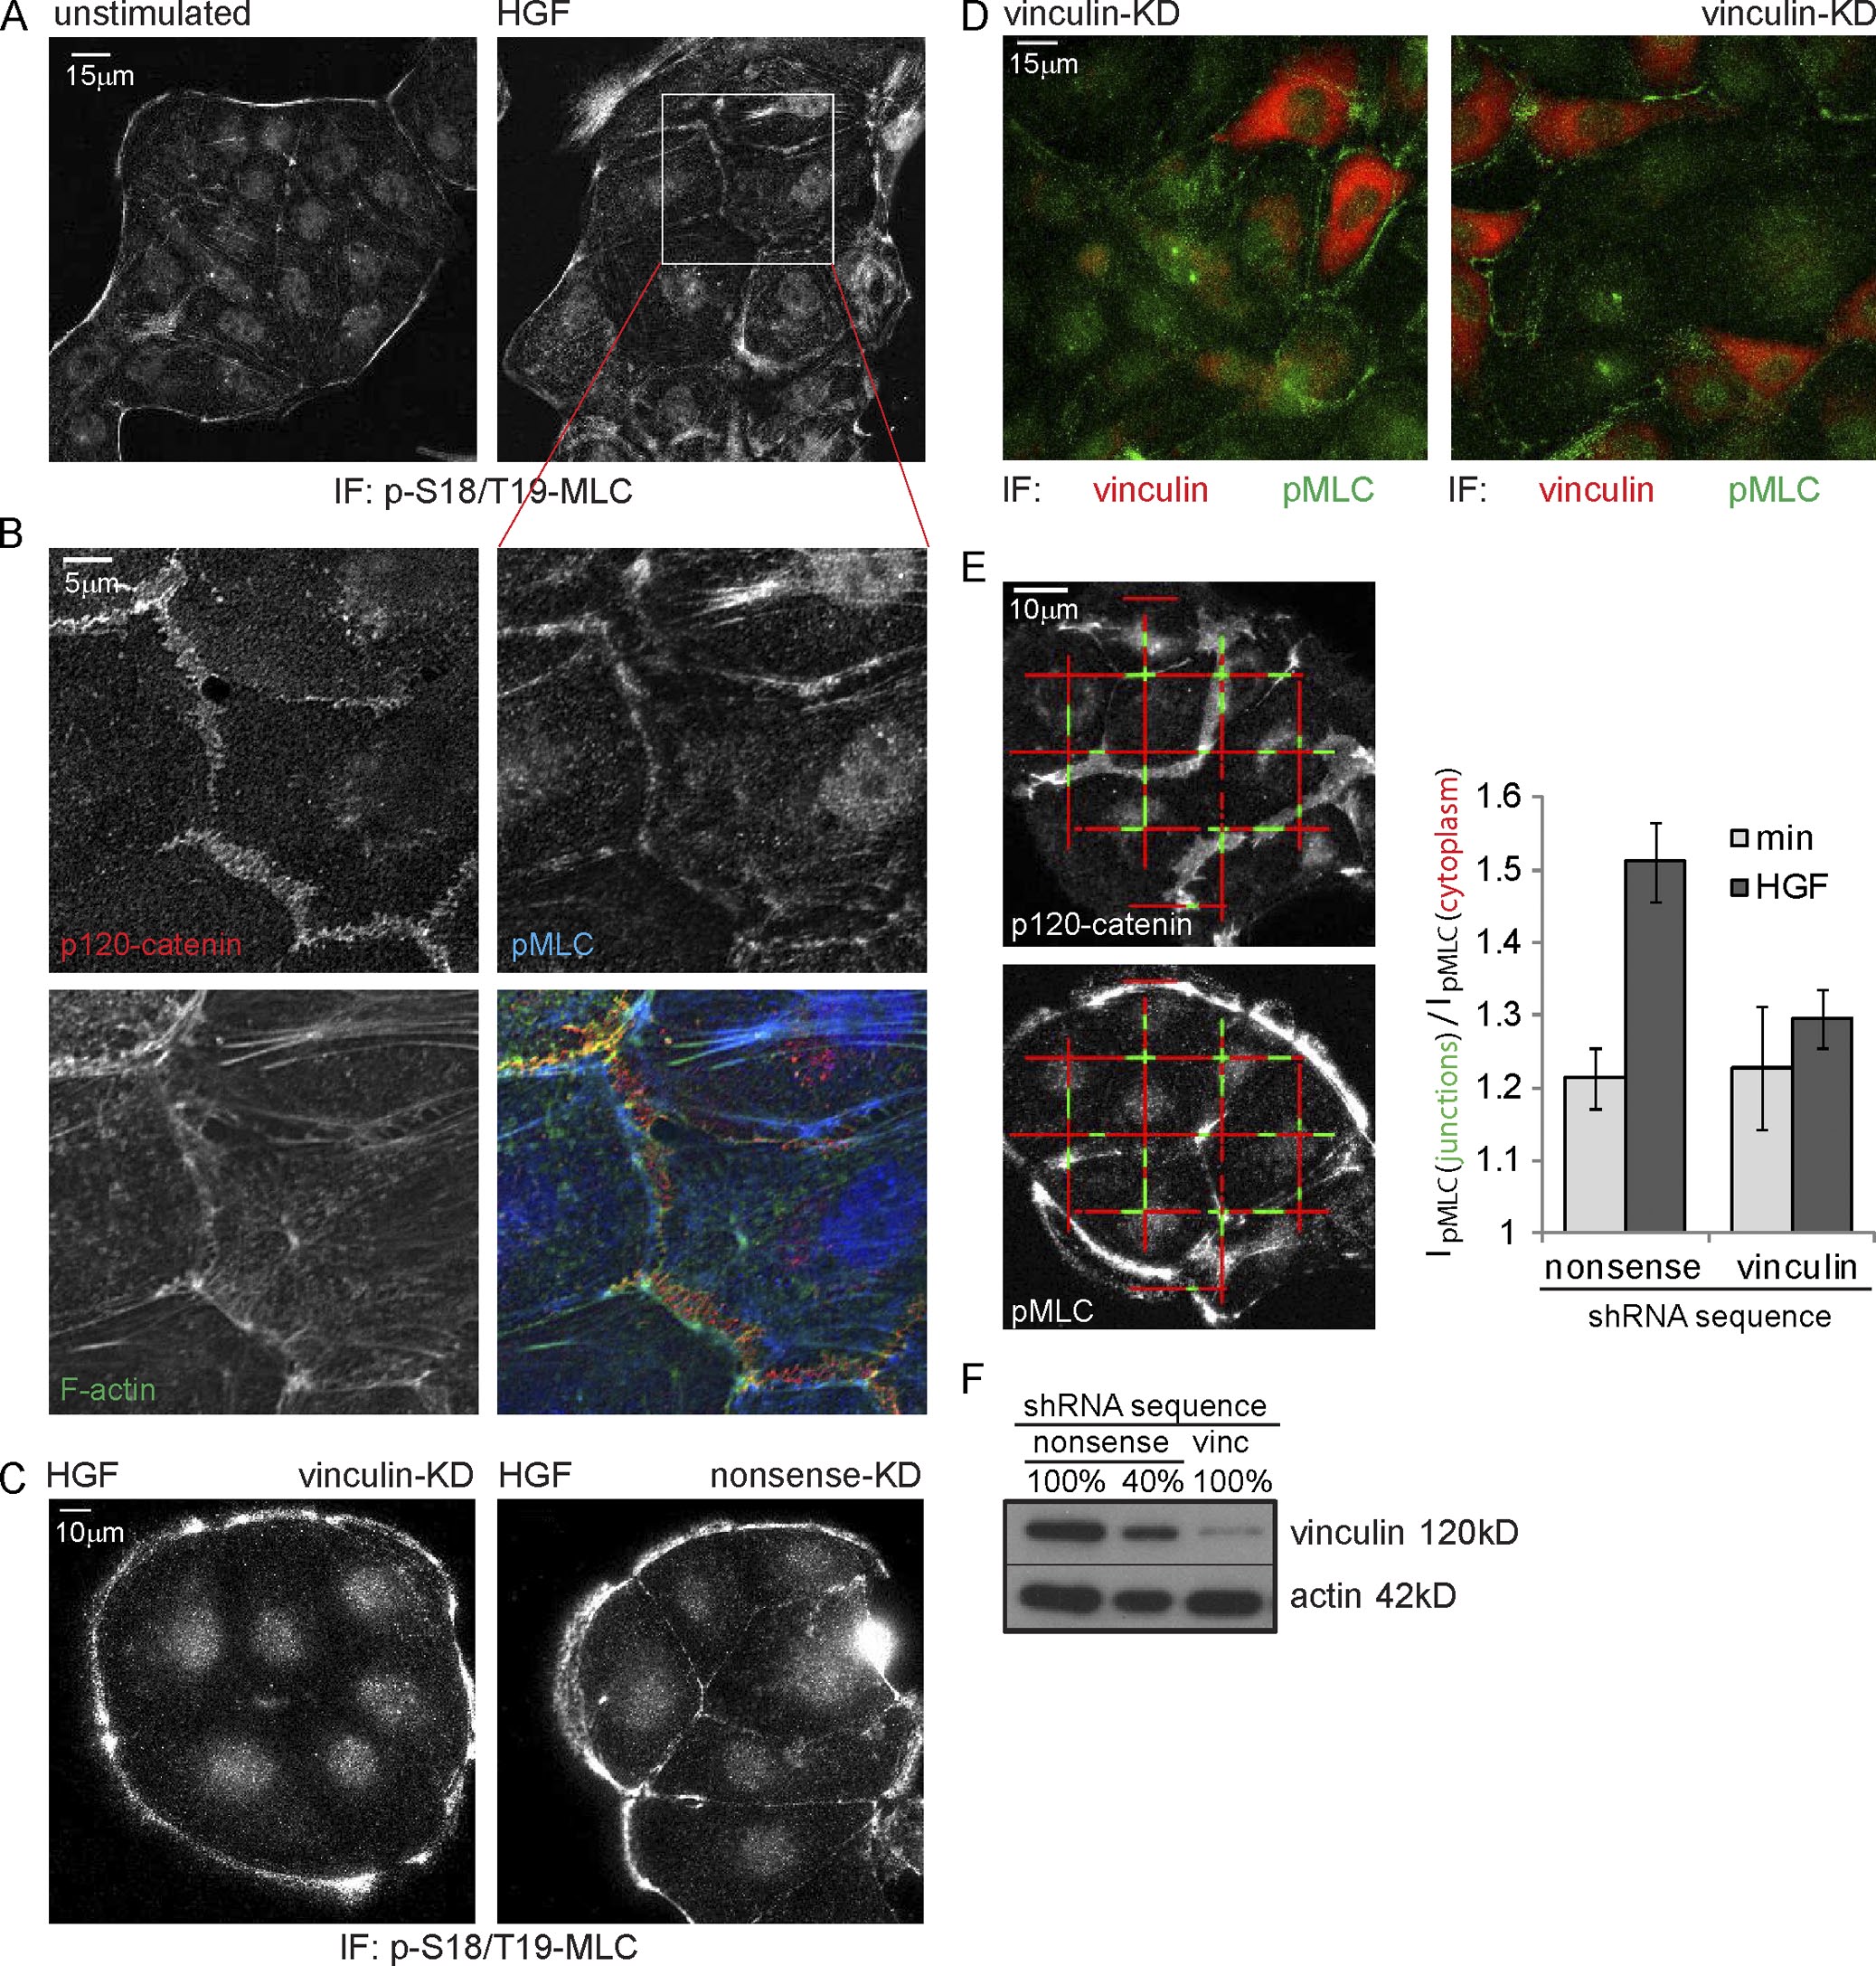 A unstimulated HGF
15μm
IF: p-S18/T19-MLC
B
5μm
p120-catenin
pMLC
F-actin
C HGF vinculin-KD HGF nonsense-KD
10μm
IF: p-S18/T19-MLC
D vinculin-KD vinculin-KD
15μm
IF: vinculin pMLC IF: vinculin pMLC
E
10μm
p120-catenin
pMLC
I pMLC (junctions) / I pMLC (cytoplasm)
1.6
1.5
1.4
1.3
1.2
1.1
1
min
HGF
nonsense vinculin
shRNA sequence
F
shRNA sequence
nonsense vinc
100% 40% 100%
vinculin 120kD
actin 42kD